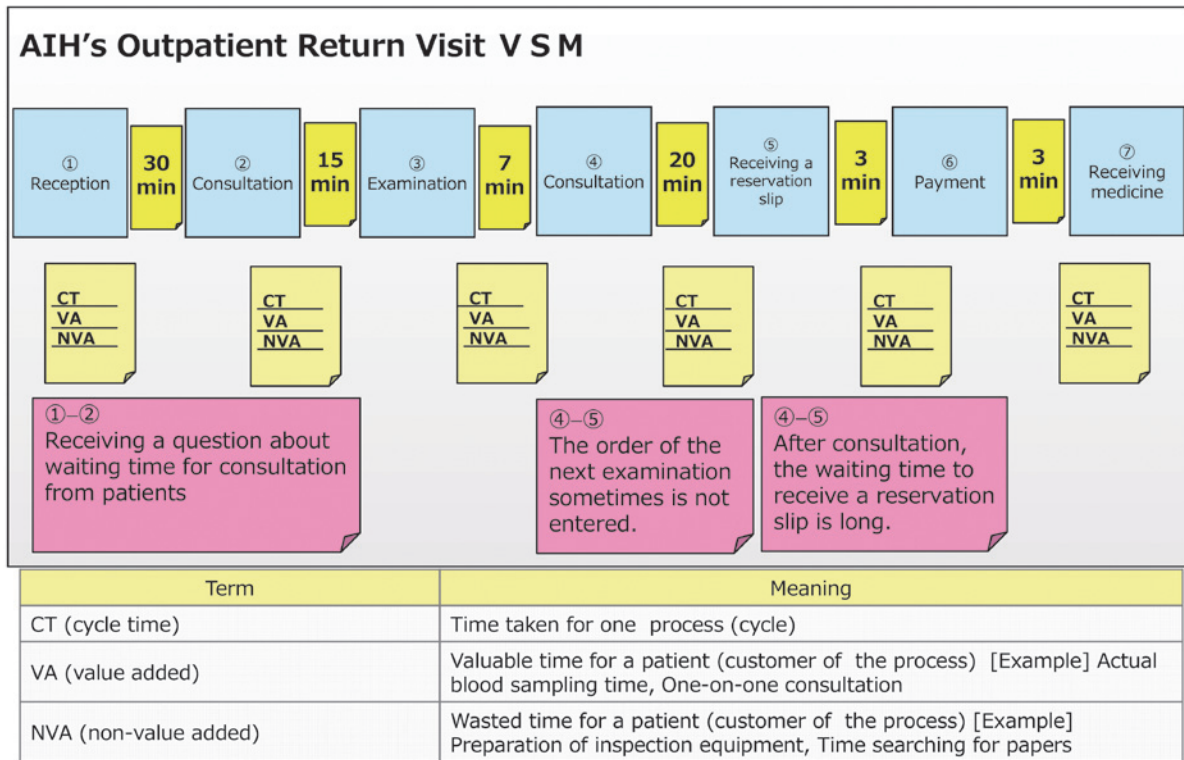 AIH's Outpatient Return Visit V S M
①
Reception
30
min
②
Consultation
15
min
③
Examination
7
min
④
Consultation
20
min
⑤
Receiving a
reservation
slip
3
min
⑥
Payment
3
min
⑦
Receiving
medicine
CT
VA
NVA
CT
VA
NVA
CT
VA
NVA
CT
VA
NVA
CT
VA
NVA
CT
VA
NVA
①–②
Receiving a question about
waiting time for consultation
from patients
④–⑤
The order of the
next examination
sometimes is not
entered.
④–⑤
After consultation,
the waiting time to
receive a reservation
slip is long.
Term
Meaning
CT (cycle time)
Time taken for one process (cycle)
VA (value added)
Valuable time for a patient (customer of the process) [Example] Actual
blood sampling time, One-on-one consultation
NVA (non-value added)
Wasted time for a patient (customer of the process) [Example]
Preparation of inspection equipment, Time searching for papers